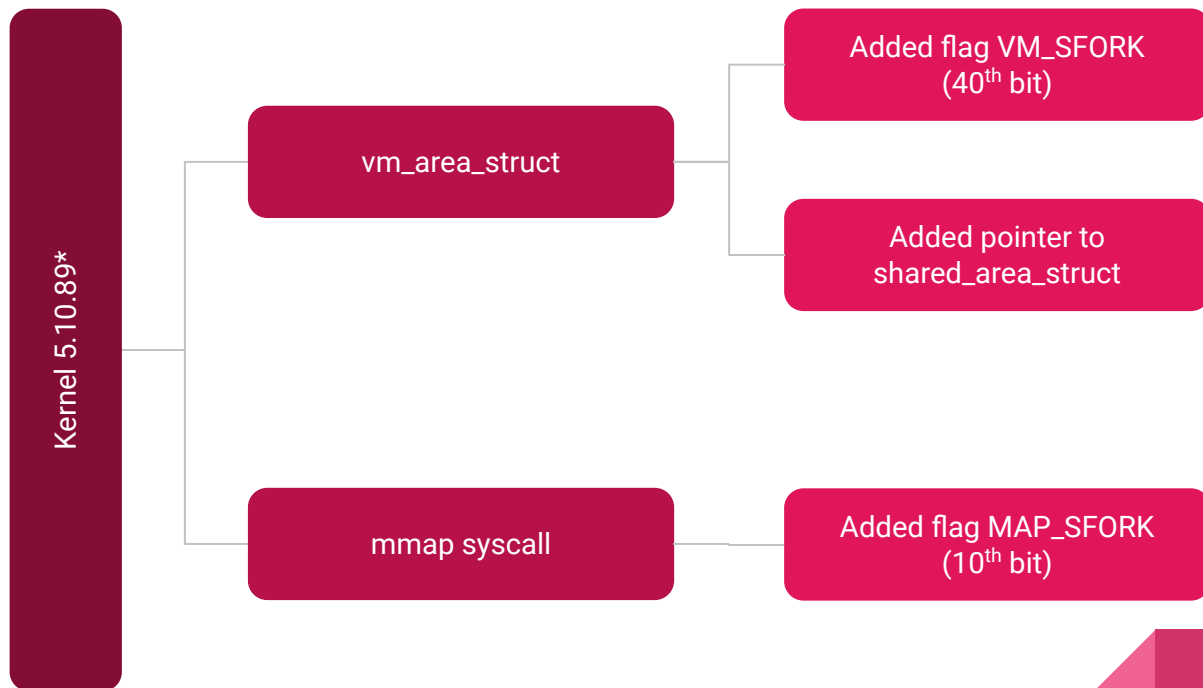 Kernel 5.10.89*
vm_area_struct
Added flag VM_SFORK
(40th bit)
Added pointer to
shared_area_struct
mmap syscall
Added flag MAP_SFORK
(10th bit)